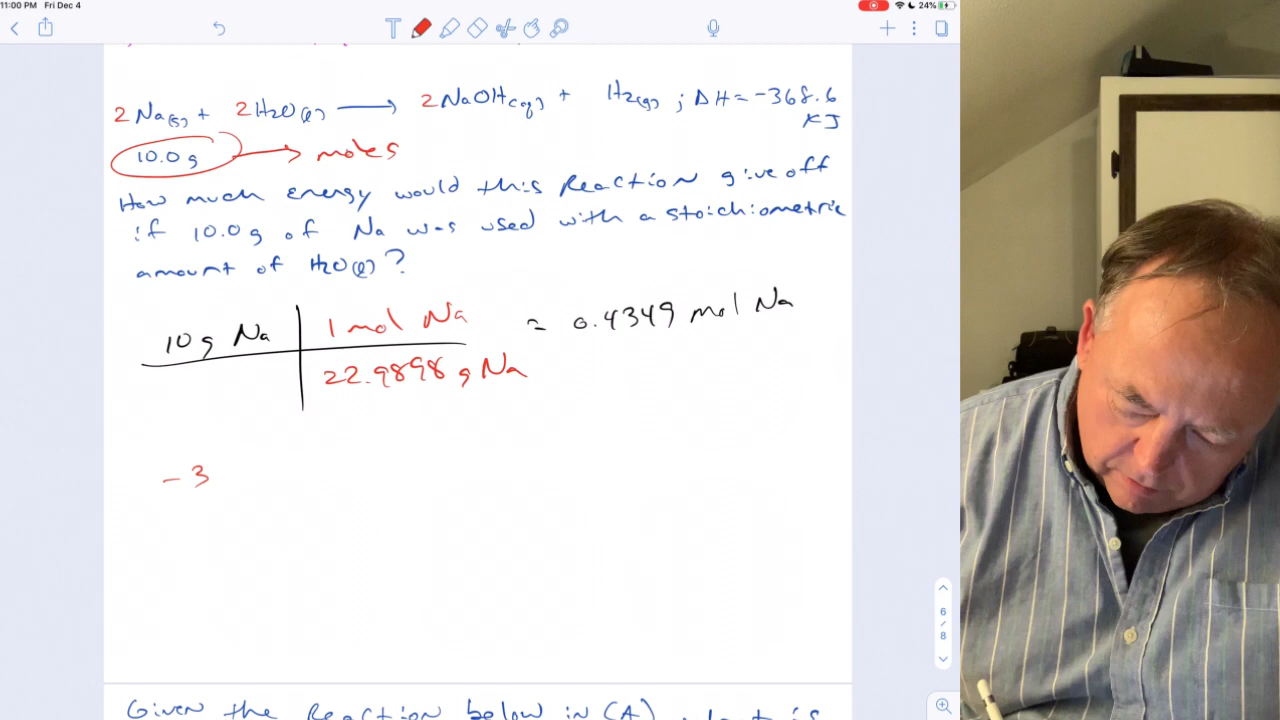 11:00 PM Fri Dec 4
24%
2Na(s) + 2H2O(l) → 2NaOH(aq) + H2(g) ; ΔH = -368.6 KJ
10.0 g → moles
How much energy would this Reaction give off
if 10.0 g of Na was used with a stoichiometric
amount of H2O(l)?
10 g Na | 1 mol Na = 0.4349 mol Na
22.9898 g Na
-3
6
/
8
Given the Reaction below in (A)